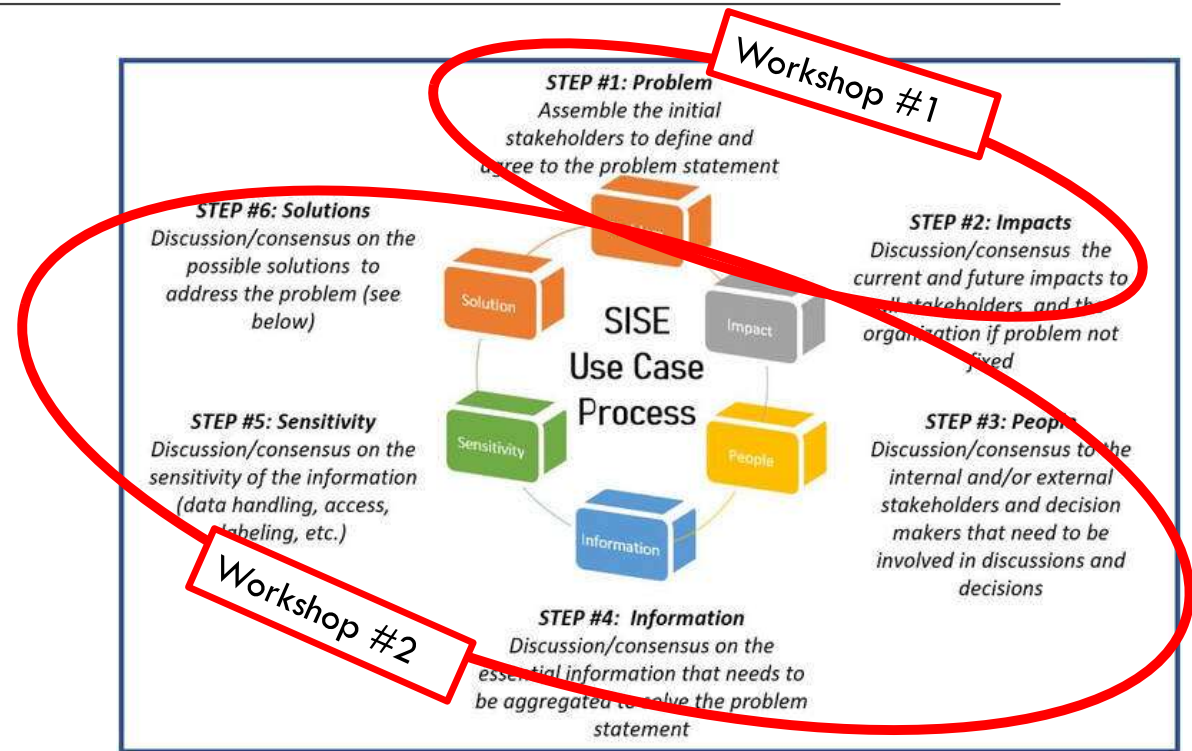 Workshop #1
STEP #1: Problem
Assemble the initial
stakeholders to define and
agree to the problem statement
STEP #2: Impacts
Discussion/consensus the
current and future impacts to
all stakeholders and the
organization if problem not
fixed
STEP #3: People
Discussion/consensus to the
internal and/or external
stakeholders and decision
makers that need to be
involved in discussions and
decisions
STEP #4: Information
Discussion/consensus on the
essential information that needs to
be aggregated to solve the problem
statement
STEP #5: Sensitivity
Discussion/consensus on the
sensitivity of the information
(data handling, access,
labeling, etc.)
STEP #6: Solutions
Discussion/consensus on the
possible solutions to
address the problem (see
below)
Impact
People
Information
Sensitivity
Solution
SISE
Use Case
Process
Workshop #2